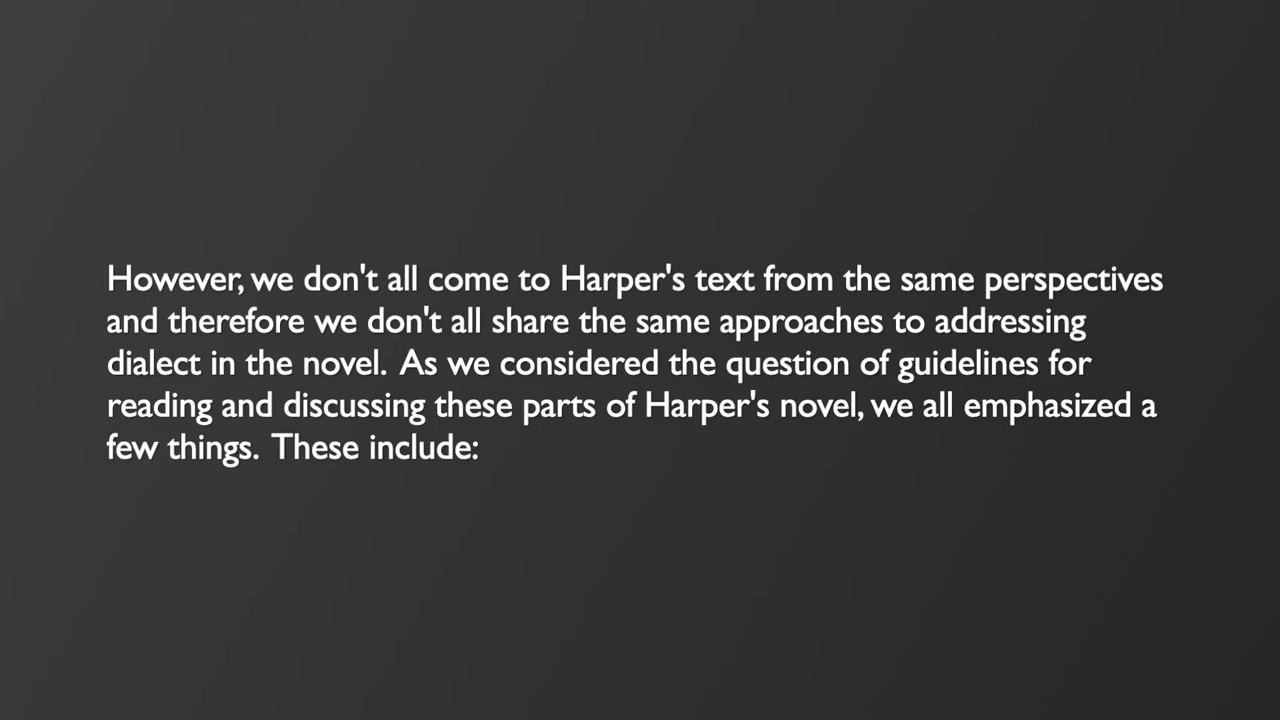 However, we don't all come to Harper's text from the same perspectives
and therefore we don't all share the same approaches to addressing
dialect in the novel.  As we considered the question of guidelines for
reading and discussing these parts of Harper's novel, we all emphasized a
few things.  These include: